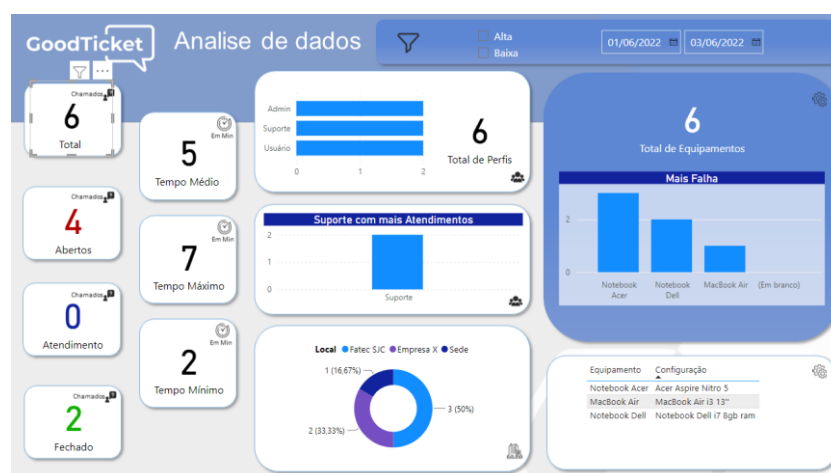 GoodTicket
Analise de dados
Alta
Baixa
01/06/2022
03/06/2022
Chamados
6
Total
Chamados
4
Abertos
Chamados
0
Atendimento
Chamados
2
Fechado
Em Min
5
Tempo Médio
Em Min
7
Tempo Máximo
Em Min
2
Tempo Mínimo
Admin
Suporte
Usuário
0 1 2
6
Total de Perfis
Suporte com mais Atendimentos
2
1
0
Suporte
Local Fatec SJC Empresa X Sede
1 (16,67%)
3 (50%)
2 (33,33%)
6
Total de Equipamentos
Mais Falha
2
0
Notebook Acer
Notebook Dell
MacBook Air
(Em branco)
Equipamento Configuração
Notebook Acer Acer Aspire Nitro 5
MacBook Air MacBook Air i3 13"
Notebook Dell Notebook Dell i7 8gb ram